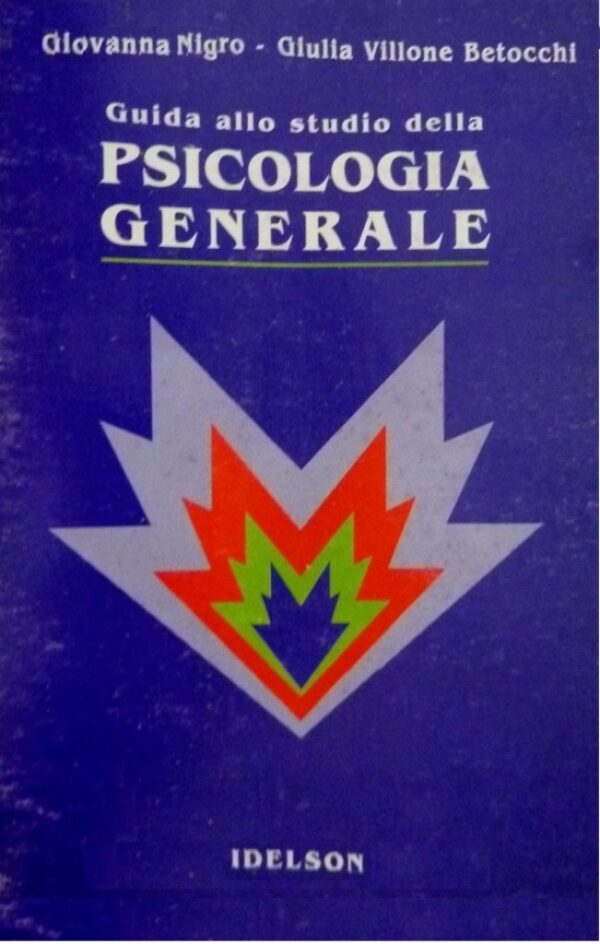 Giovanna Nigro - Giulia Villone Betocchi
Guida allo studio della
PSICOLOGIA
GENERALE
IDELSON